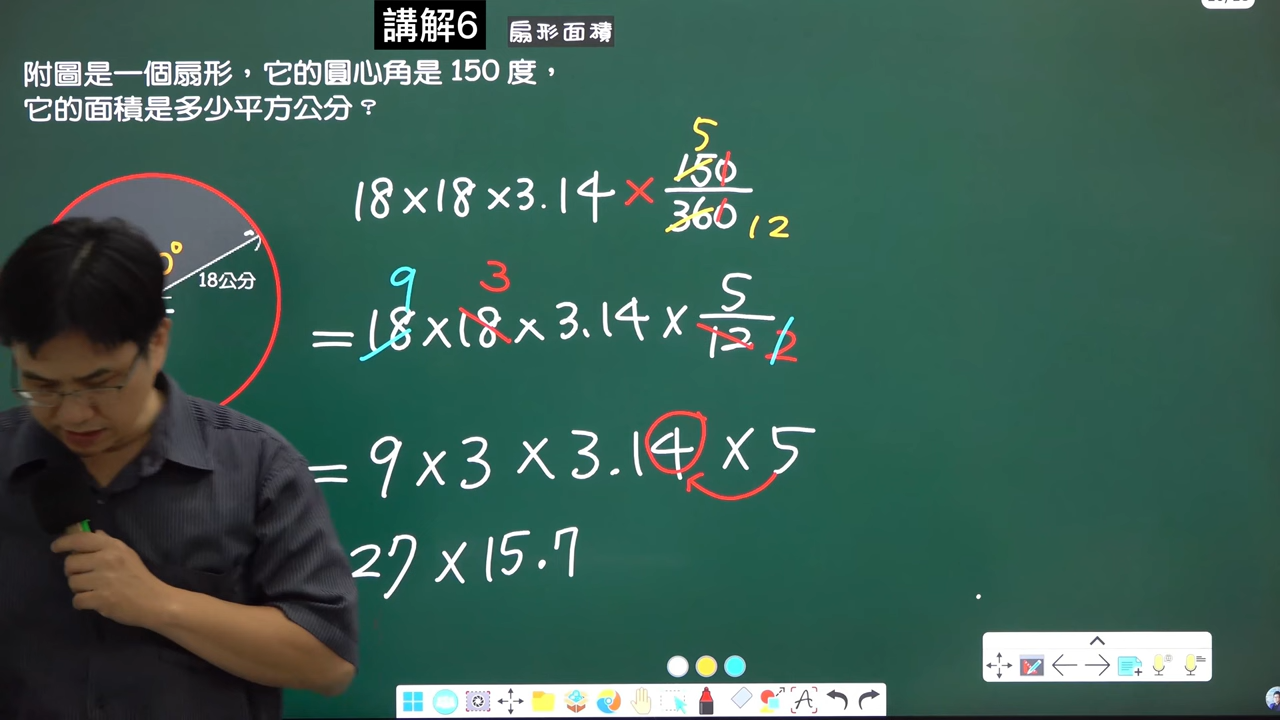 講解6 扇形面積
附圖是一個扇形，它的圓心角是 150 度，
它的面積是多少平方公分？
18×18×3.14×150/360
5
12
18公分
=18×18×3.14×5/12
9 3
2
=9×3×3.14×5
27×15.7